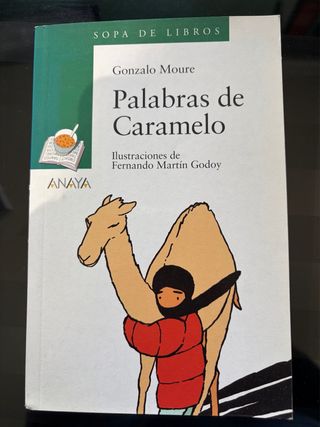 SOPA DE LIBROS
Gonzalo Moure
Palabras de
Caramelo
Ilustraciones de
Fernando Martín Godoy
ANAYA